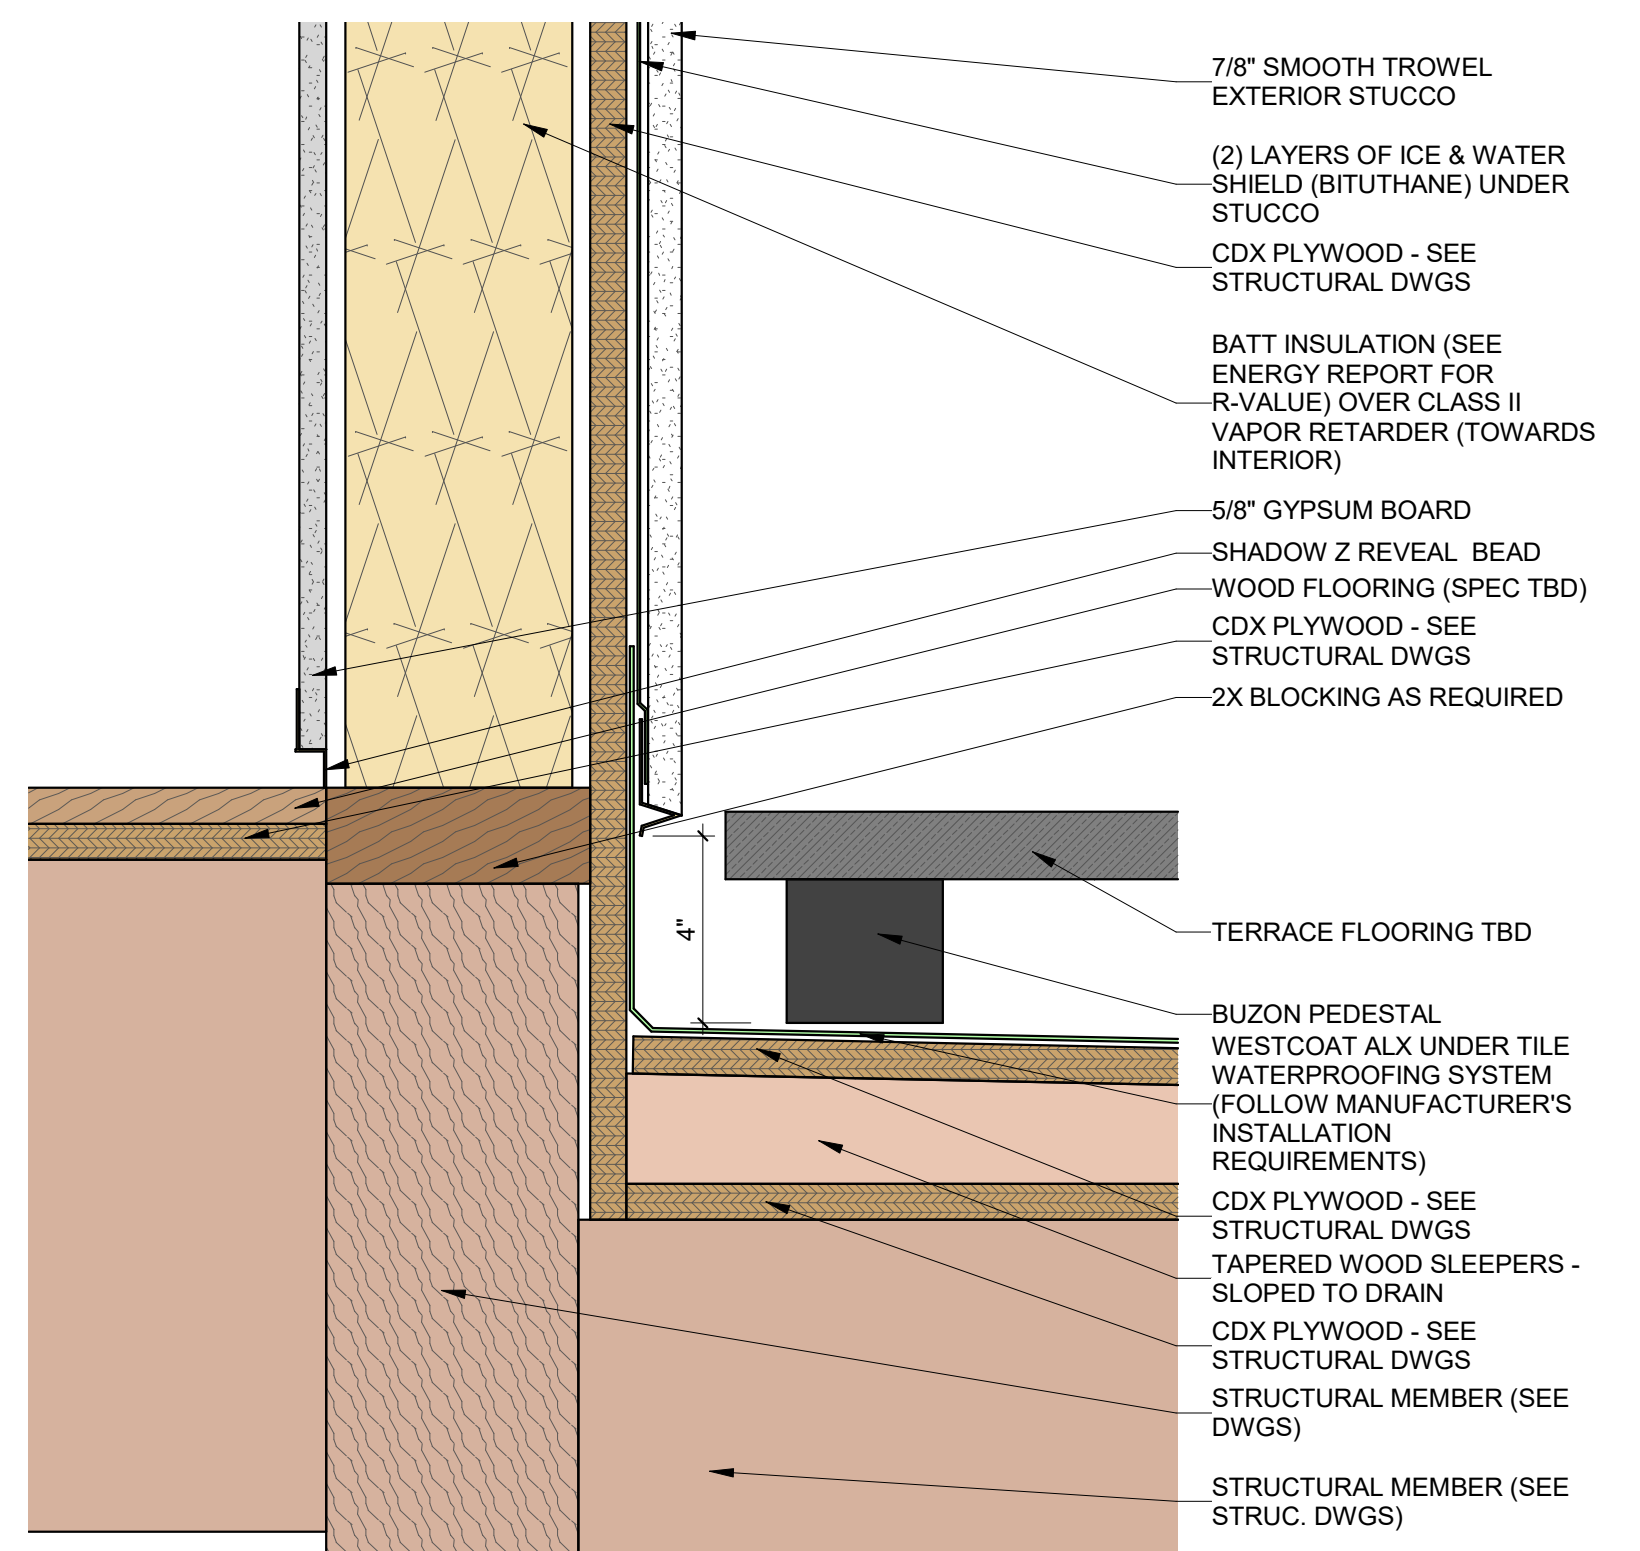 7/8" SMOOTH TROWEL
EXTERIOR STUCCO
(2) LAYERS OF ICE & WATER
SHIELD (BITUTHANE) UNDER
STUCCO
CDX PLYWOOD - SEE
STRUCTURAL DWGS
BATT INSULATION (SEE
ENERGY REPORT FOR
R-VALUE) OVER CLASS II
VAPOR RETARDER (TOWARDS
INTERIOR)
5/8" GYPSUM BOARD
SHADOW Z REVEAL  BEAD
WOOD FLOORING (SPEC TBD)
CDX PLYWOOD - SEE
STRUCTURAL DWGS
2X BLOCKING AS REQUIRED
4"
TERRACE FLOORING TBD
BUZON PEDESTAL
WESTCOAT ALX UNDER TILE
WATERPROOFING SYSTEM
(FOLLOW MANUFACTURER'S
INSTALLATION
REQUIREMENTS)
CDX PLYWOOD - SEE
STRUCTURAL DWGS
TAPERED WOOD SLEEPERS -
SLOPED TO DRAIN
CDX PLYWOOD - SEE
STRUCTURAL DWGS
STRUCTURAL MEMBER (SEE
DWGS)
STRUCTURAL MEMBER (SEE
STRUC. DWGS)